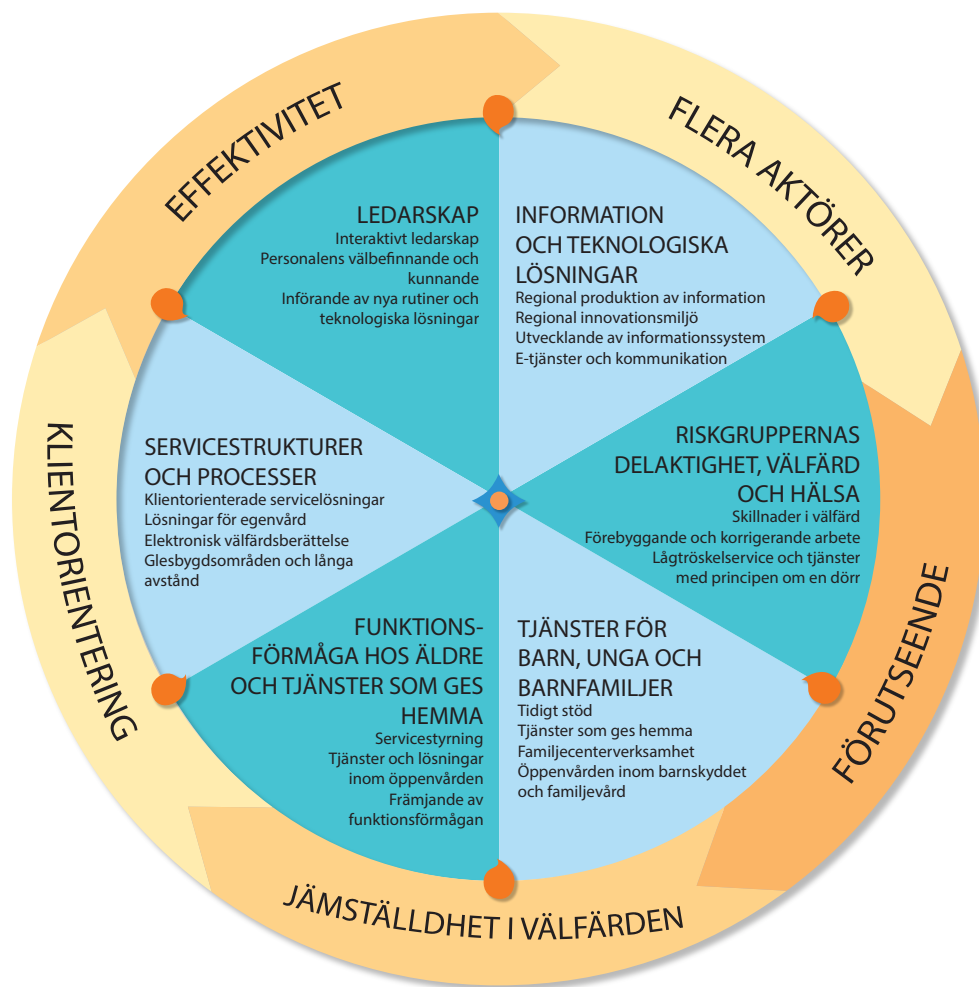 EFFEKTIVITET
FLERA AKTÖRER
FÖRUTSEENDE
JÄMSTÄLLDHET I VÄLFÄRDEN
KLIENTORIENTERING
LEDARSKAP
Interaktivt ledarskap
Personalens välbefinnande och
kunnande
Införande av nya rutiner och
teknologiska lösningar
INFORMATION
OCH TEKNOLOGISKA
LÖSNINGAR
Regional produktion av information
Regional innovationsmiljö
Utvecklande av informationssystem
E-tjänster och kommunikation
RISKGRUPPERNAS
DELAKTIGHET, VÄLFÄRD
OCH HÄLSA
Skillnader i välfärd
Förebyggande och korrigerande arbete
Lågtröskelservice och tjänster
med principen om en dörr
TJÄNSTER FÖR
BARN, UNGA OCH
BARNFAMILJER
Tidigt stöd
Tjänster som ges hemma
Familjecenterverksamhet
Öppenvården inom barnskyddet
och familjevård
FUNKTIONS-
FÖRMÅGA HOS ÄLDRE
OCH TJÄNSTER SOM GES
HEMMA
Servicestyrning
Tjänster och lösningar
inom öppenvården
Främjande av
funktionsförmågan
SERVICESTRUKTURER
OCH PROCESSER
Klientorienterade servicelösningar
Lösningar för egenvård
Elektronisk välfärdsberättelse
Glesbygdsområden och långa
avstånd